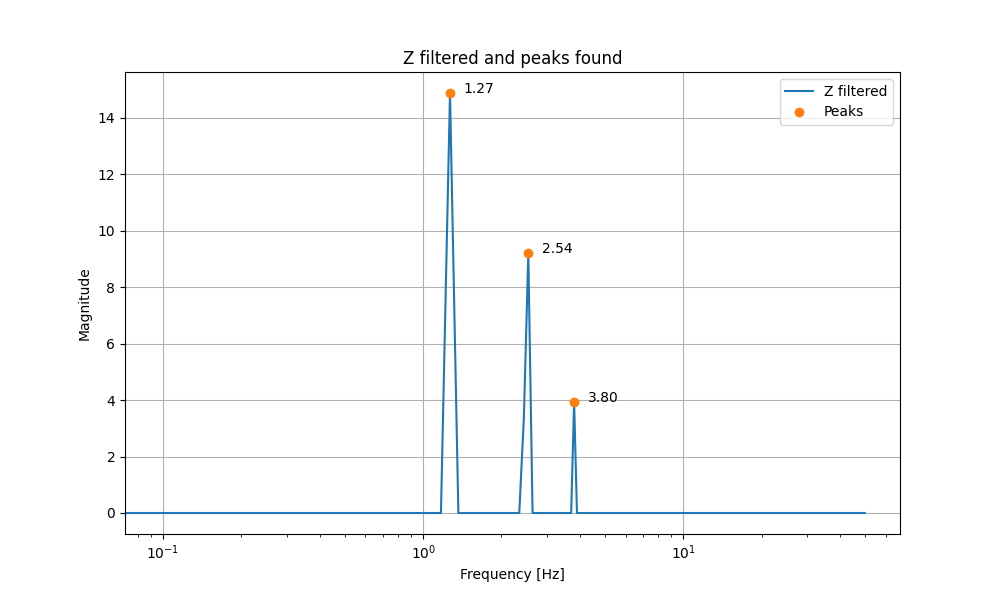 Z filtered and peaks found
1.27
2.54
3.80
Z filtered
Peaks
14
12
10
8
6
4
2
0
Magnitude
10⁻¹
10⁰
10¹
Frequency [Hz]